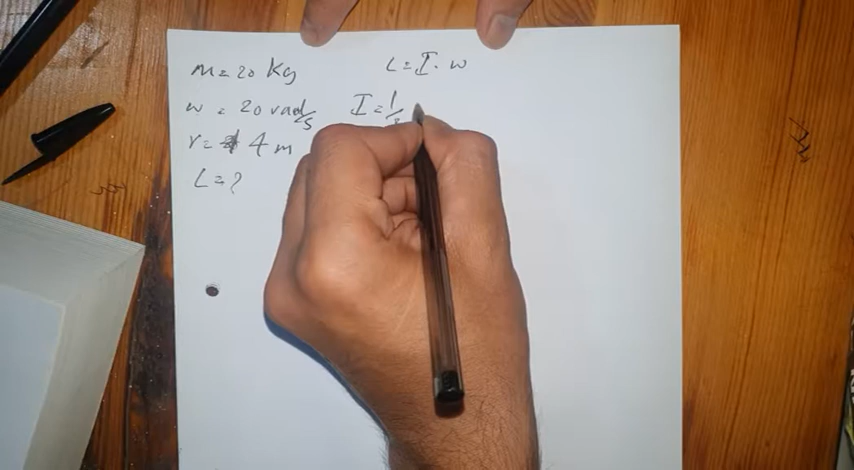 m = 20 Kg
L = I · w
w = 20 rad/s
I = 1/
r = 4 m
L = ?